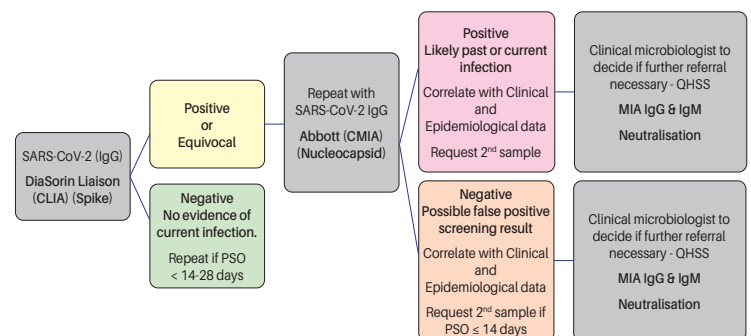 SARS-CoV-2 (IgG)
DiaSorin Liaison
(CLIA) (Spike)
Positive
or
Equivocal
Negative
No evidence of
current infection.
Repeat if PSO
< 14-28 days
Repeat with
SARS-CoV-2 IgG
Abbott (CMIA)
(Nucleocapsid)
Positive
Likely past or current
infection
Correlate with Clinical
and
Epidemiological data
Request 2nd sample
Clinical microbiologist to
decide if further referral
necessary - QHSS
MIA IgG & IgM
Neutralisation
Negative
Possible false positive
screening result
Correlate with Clinical
and
Epidemiological data
Request 2nd sample if
PSO ≤ 14 days
Clinical microbiologist to
decide if further referral
necessary - QHSS
MIA IgG & IgM
Neutralisation